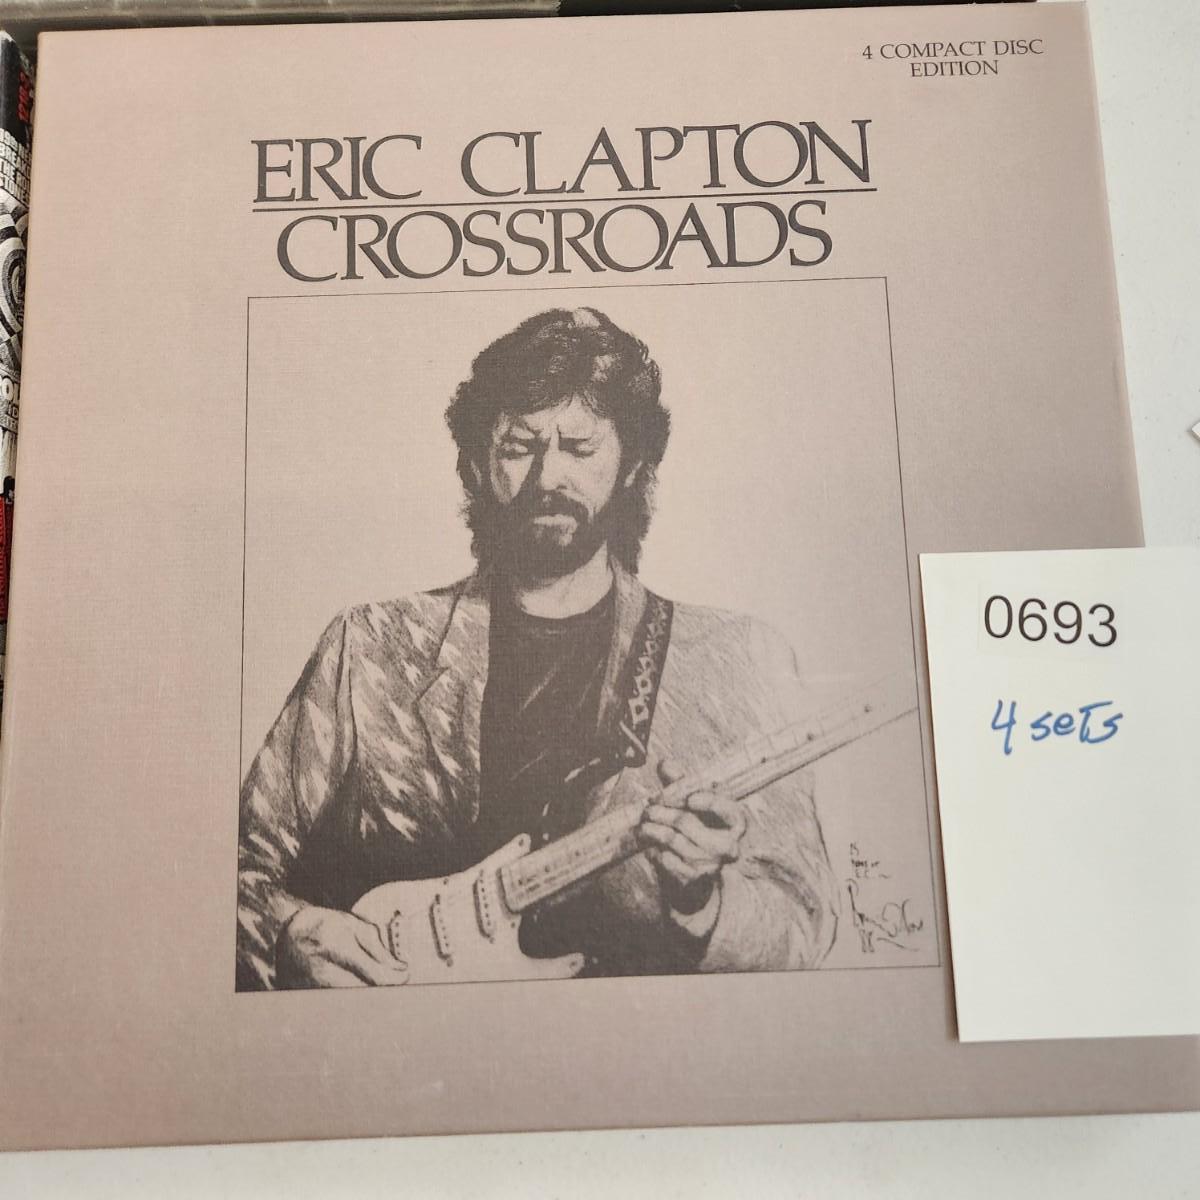 4 COMPACT DISC
EDITION
ERIC CLAPTON
CROSSROADS
0693
4 seTs